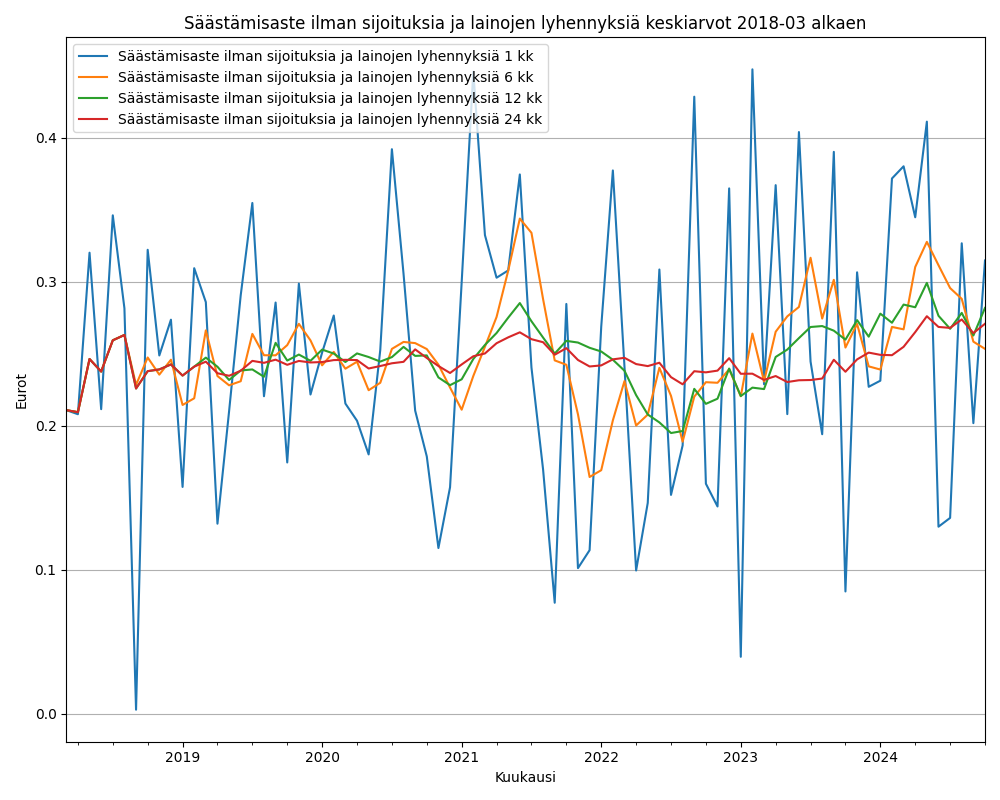 Säästämisaste ilman sijoituksia ja lainojen lyhennyksiä keskiarvot 2018-03 alkaen
Säästämisaste ilman sijoituksia ja lainojen lyhennyksiä 1 kk
Säästämisaste ilman sijoituksia ja lainojen lyhennyksiä 6 kk
Säästämisaste ilman sijoituksia ja lainojen lyhennyksiä 12 kk
Säästämisaste ilman sijoituksia ja lainojen lyhennyksiä 24 kk
0.4
0.3
0.2
0.1
0.0
Eurot
2019 2020 2021 2022 2023 2024
Kuukausi